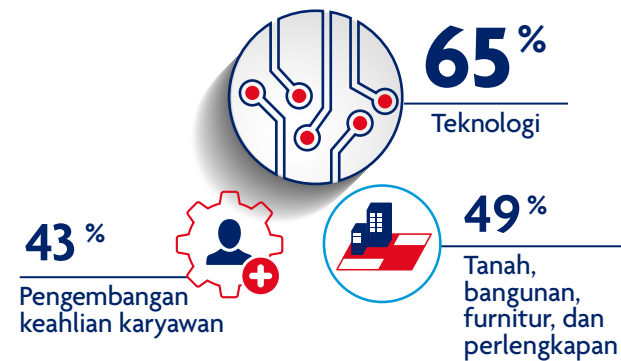 65%
Teknologi
43 %
Pengembangan
keahlian karyawan
49%
Tanah,
bangunan,
furnitur, dan
perlengkapan